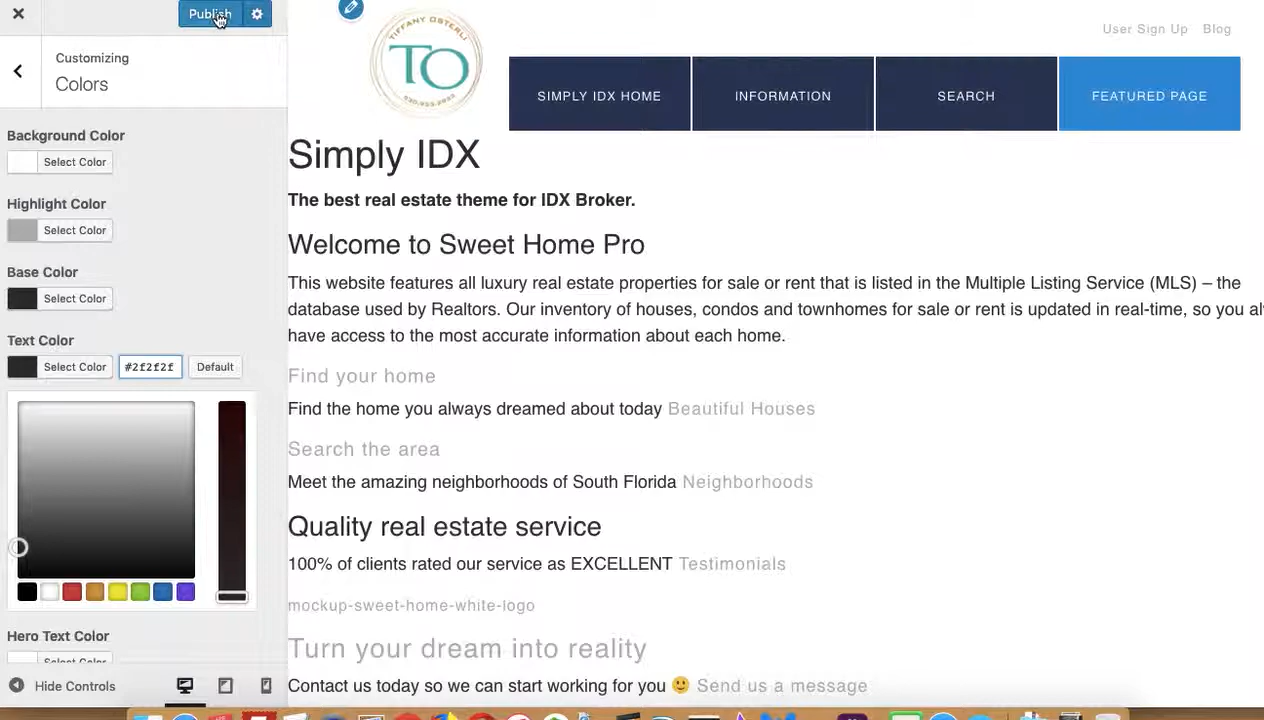 Publish
Customizing
Colors
Background Color
Select Color
Highlight Color
Select Color
Base Color
Select Color
Text Color
Select Color
#2f2f2f
Default
Hero Text Color
Select Color
Hide Controls
TIFFANY OSTERLI
TO
User Sign Up
Blog
SIMPLY IDX HOME
INFORMATION
SEARCH
FEATURED PAGE
Simply IDX
The best real estate theme for IDX Broker.
Welcome to Sweet Home Pro
This website features all luxury real estate properties for sale or rent that is listed in the Multiple Listing Service (MLS) – the
database used by Realtors. Our inventory of houses, condos and townhomes for sale or rent is updated in real-time, so you al
have access to the most accurate information about each home.
Find your home
Find the home you always dreamed about today Beautiful Houses
Search the area
Meet the amazing neighborhoods of South Florida Neighborhoods
Quality real estate service
100% of clients rated our service as EXCELLENT Testimonials
mockup-sweet-home-white-logo
Turn your dream into reality
Contact us today so we can start working for you 🙂 Send us a message